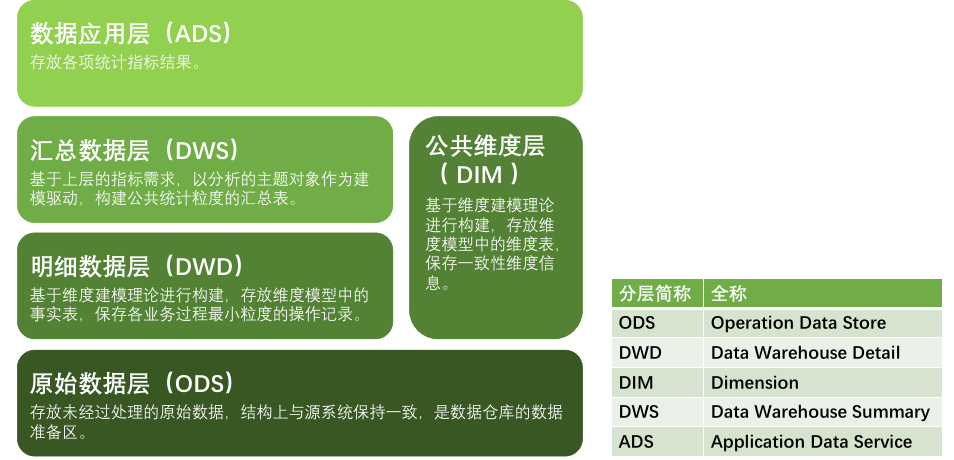 数据应用层（ADS）
存放各项统计指标结果。
汇总数据层（DWS）
基于上层的指标需求，以分析的主题对象作为建
模驱动，构建公共统计粒度的汇总表。
公共维度层
（ DIM ）
基于维度建模理论
进行构建，存放维
度模型中的维度表，
保存一致性维度信
息。
明细数据层（DWD）
基于维度建模理论进行构建，存放维度模型中的
事实表，保存各业务过程最小粒度的操作记录。
原始数据层（ODS）
存放未经过处理的原始数据，结构上与源系统保持一致，是数据仓库的数据
准备区。
分层简称 全称
ODS Operation Data Store
DWD Data Warehouse Detail
DIM Dimension
DWS Data Warehouse Summary
ADS Application Data Service